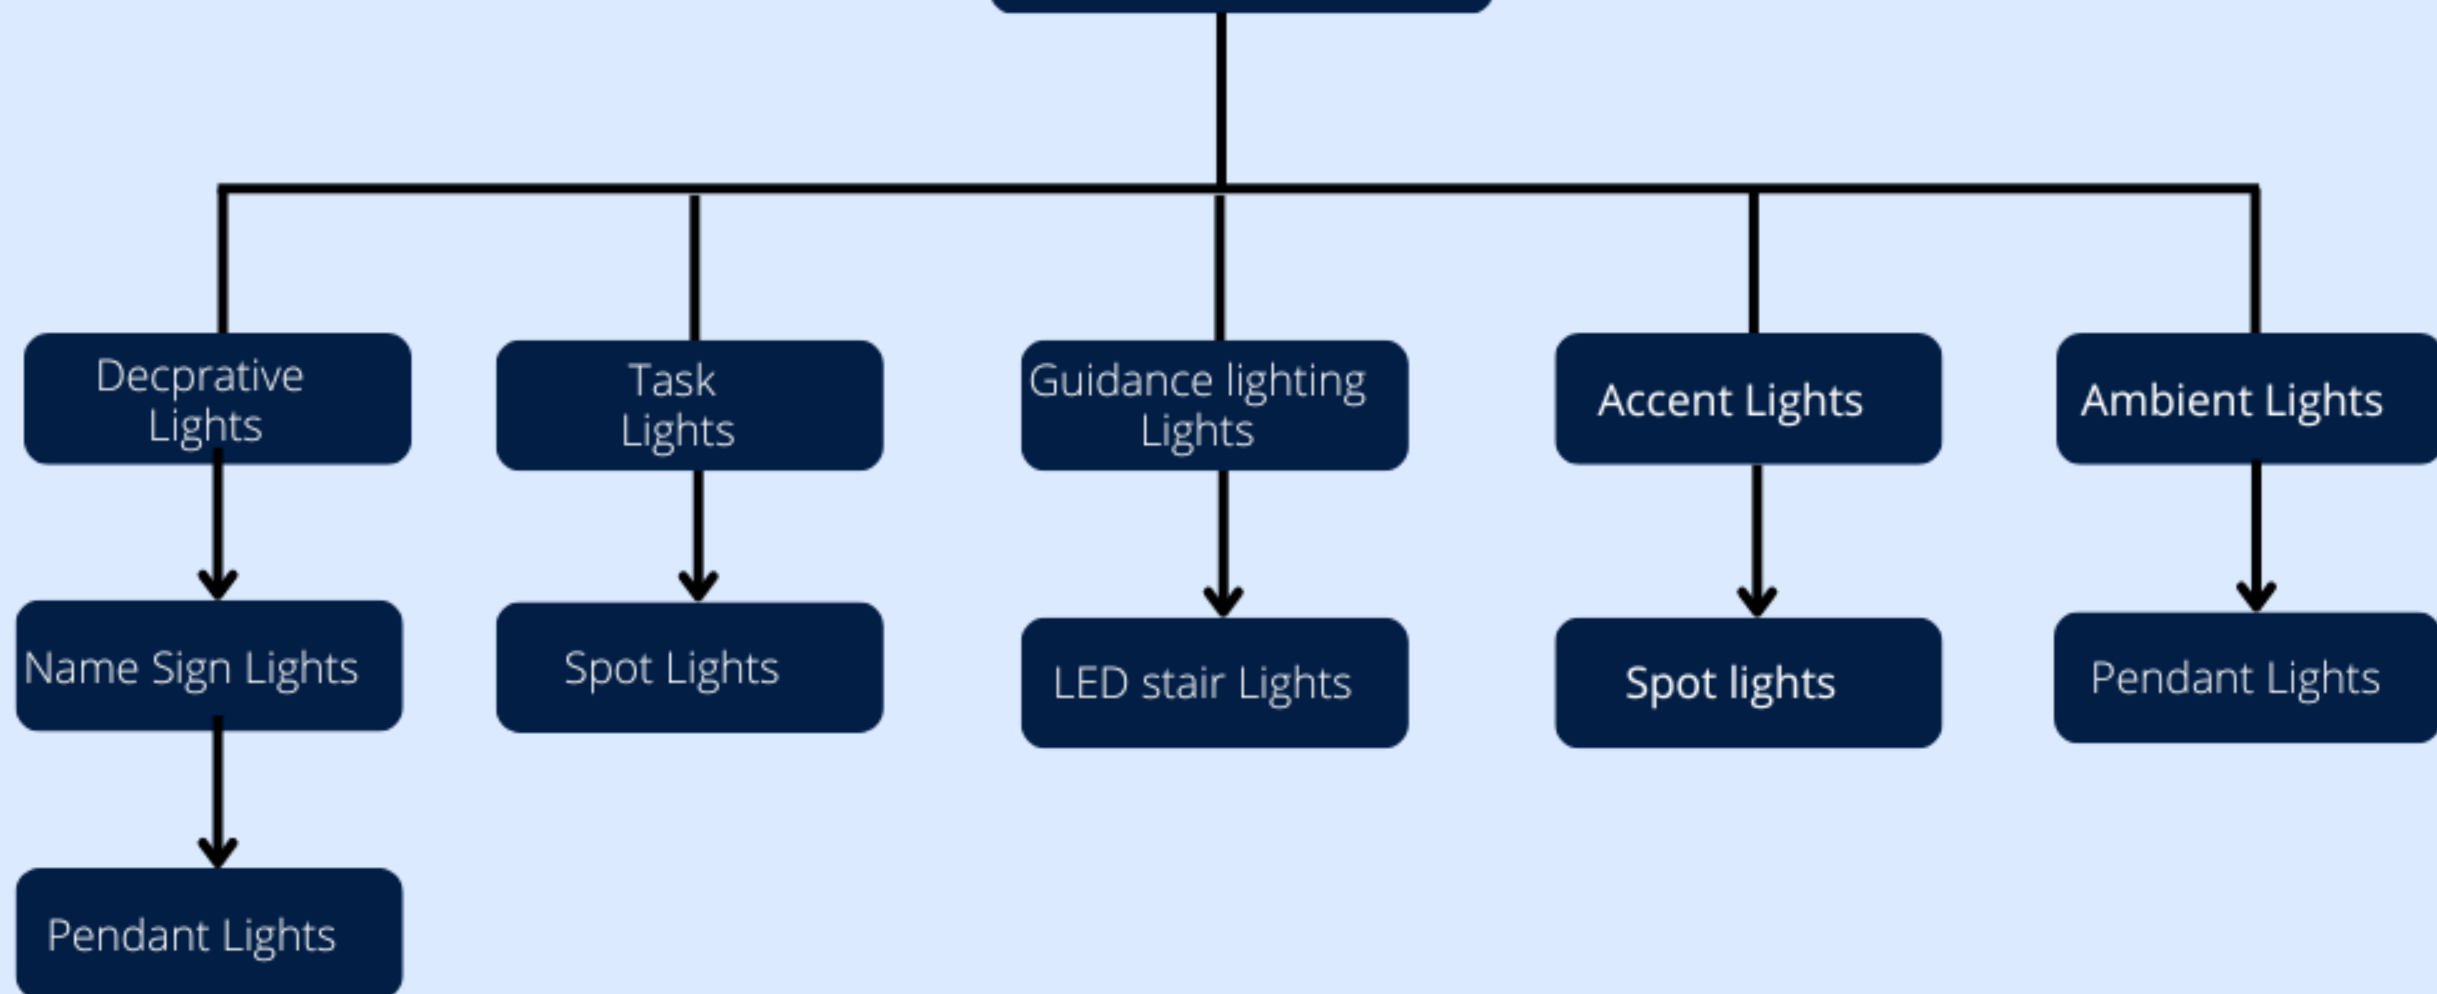 Decprative
Lights
Task
Lights
Guidance lighting
Lights
Accent Lights
Ambient Lights
Name Sign Lights
Spot Lights
LED stair Lights
Spot lights
Pendant Lights
Pendant Lights